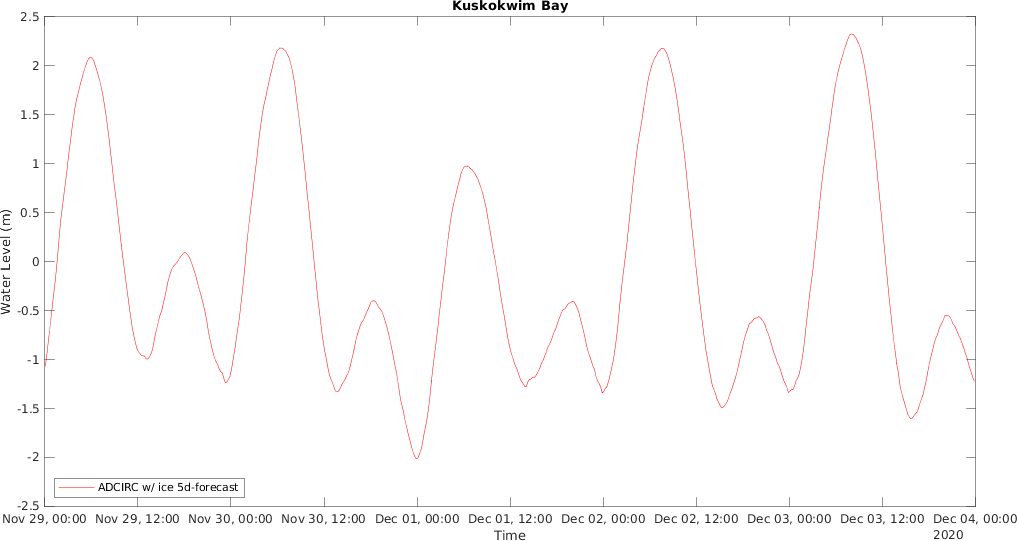 Kuskokwim Bay
2.5
2
1.5
1
0.5
0
-0.5
-1
-1.5
-2
-2.5
Water Level (m)
ADCIRC w/ ice 5d-forecast
Nov 29, 00:00 Nov 29, 12:00 Nov 30, 00:00 Nov 30, 12:00 Dec 01, 00:00 Dec 01, 12:00 Dec 02, 00:00 Dec 02, 12:00 Dec 03, 00:00 Dec 03, 12:00 Dec 04, 00:00
Time
2020